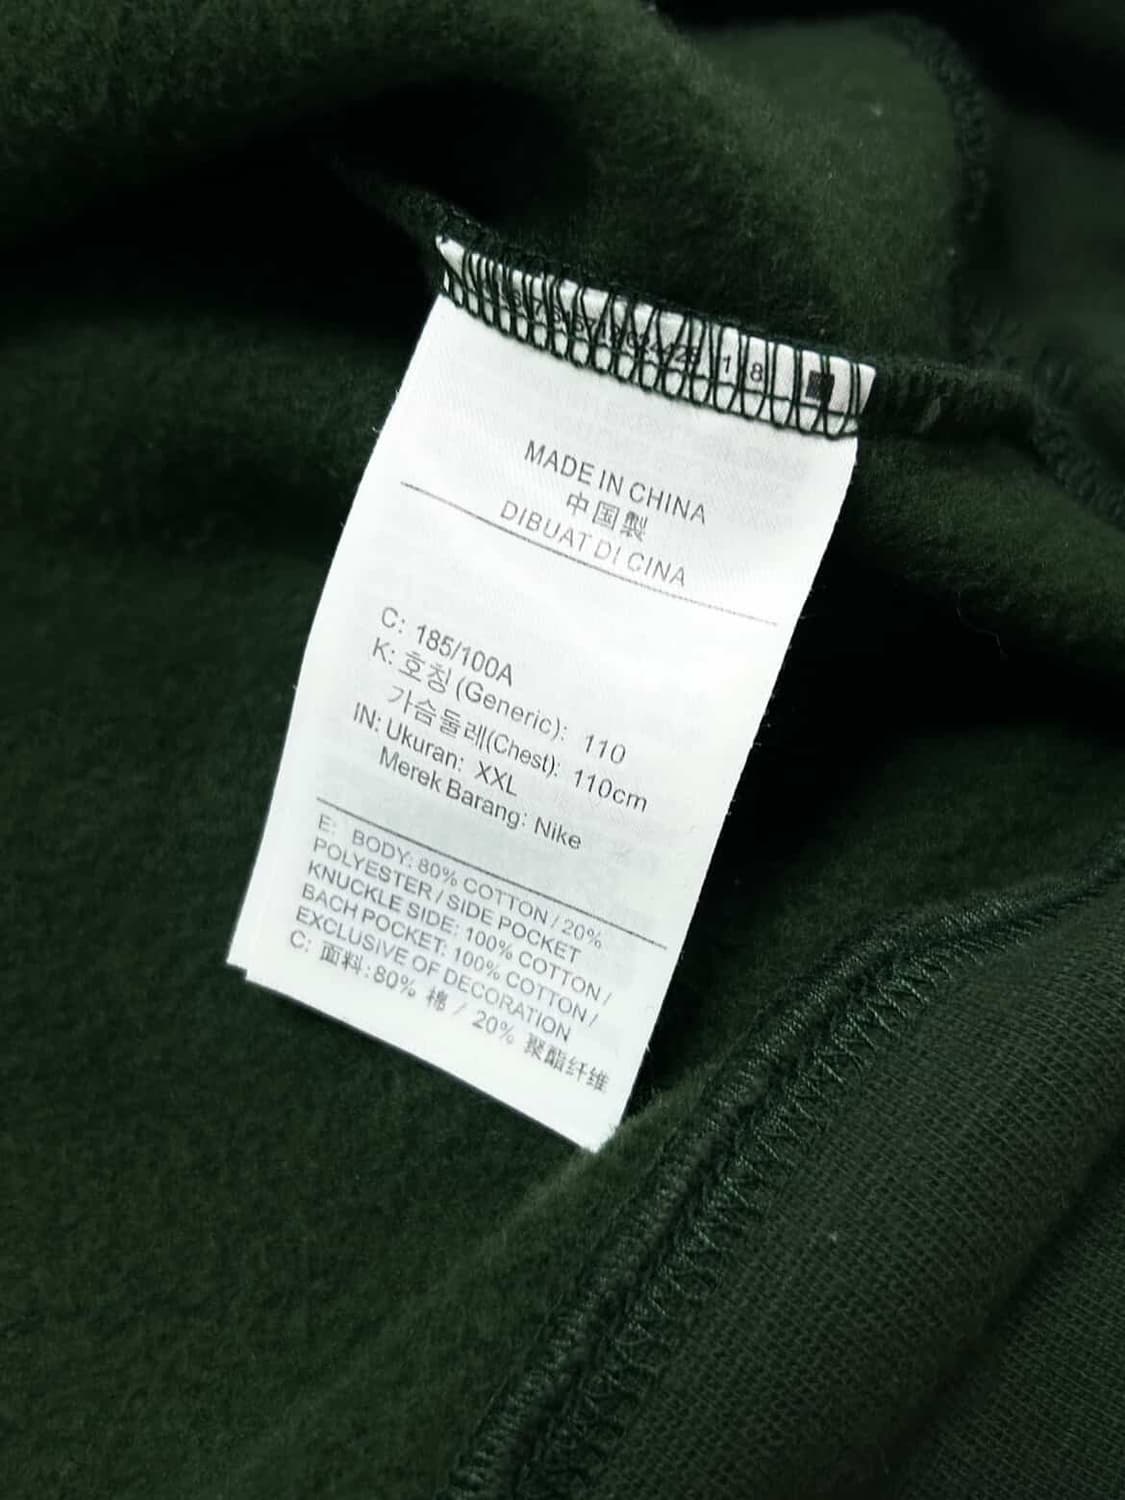 MADE IN CHINA
中国製
DIBUAT DI CINA
C: 185/100A
K: 호칭 (Generic): 110
가슴둘레(Chest): 110cm
IN: Ukuran: XXL
Merek Barang: Nike
E: BODY: 80% COTTON / 20%
POLYESTER / SIDE POCKET
KNUCKLE SIDE: 100% COTTON /
BACH POCKET: 100% COTTON /
EXCLUSIVE OF DECORATION
C: 面料:80% 棉 / 20% 聚酯纤维